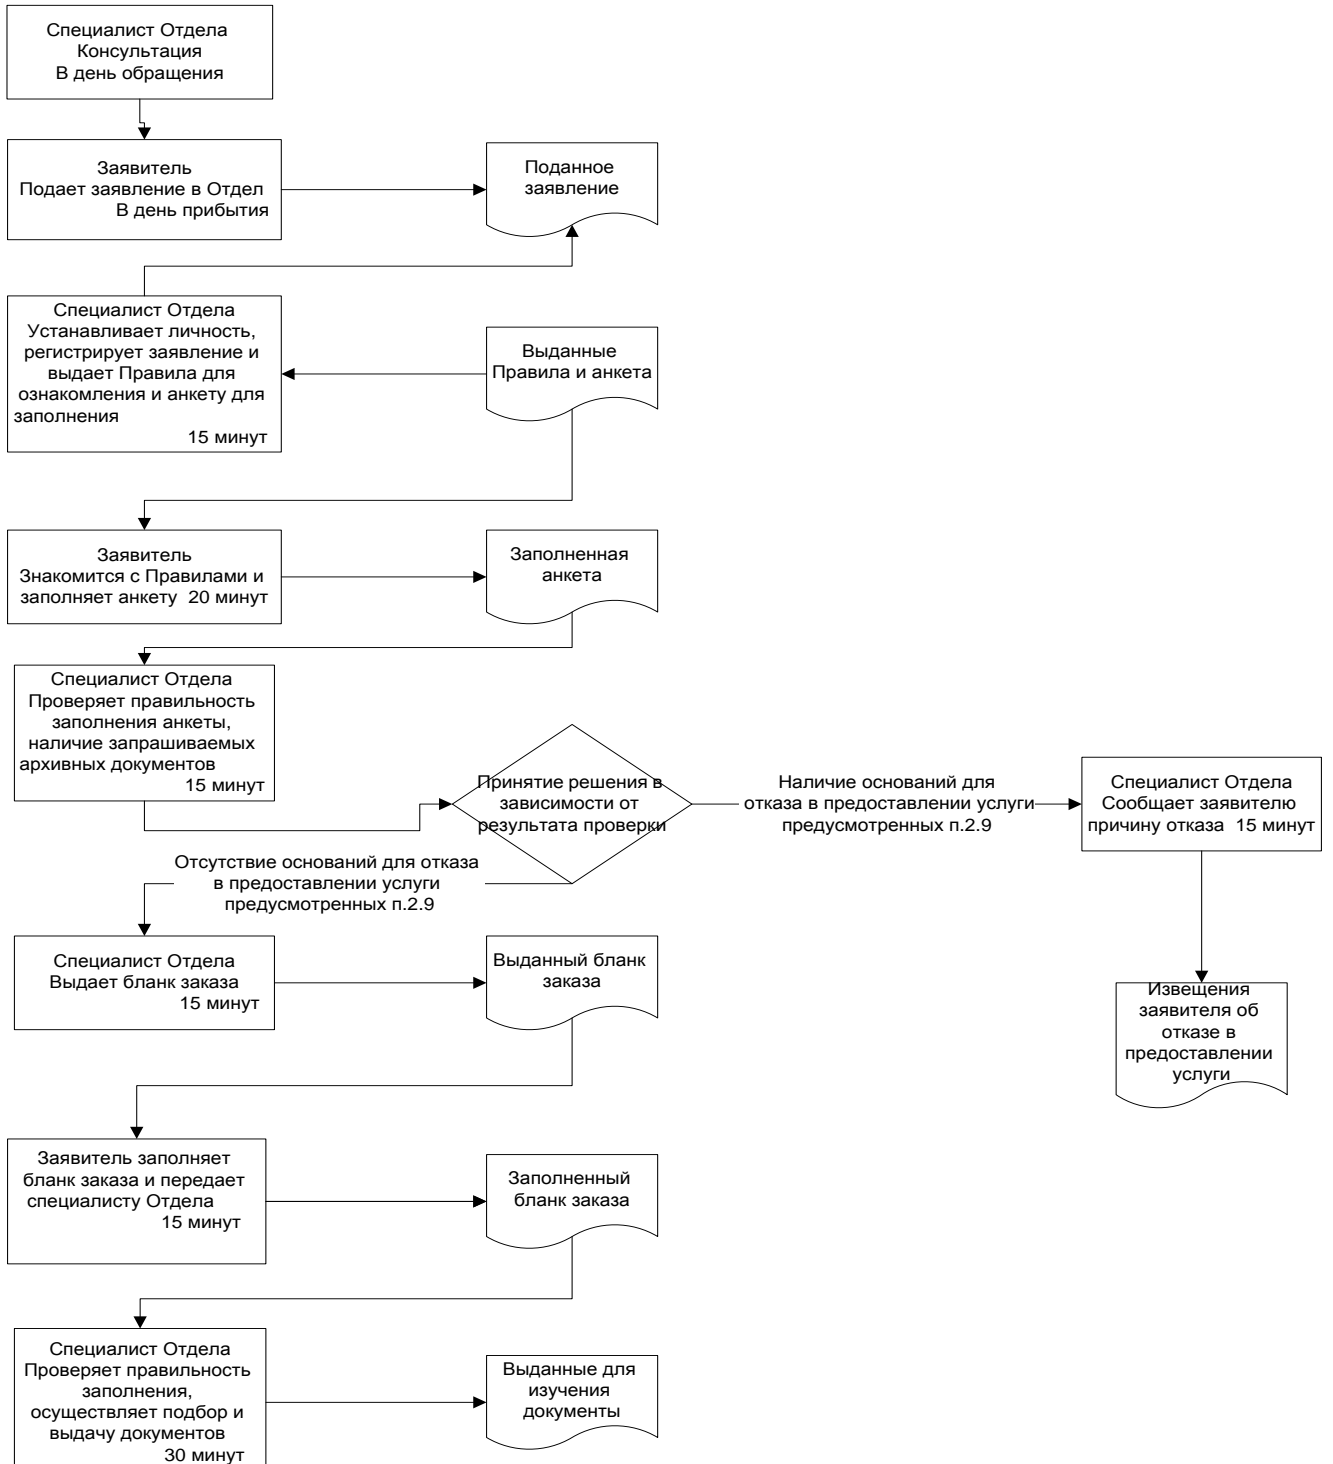 Специалист Отдела
Консультация
В день обращения
Заявитель
Подает заявление в Отдел
В день прибытия
Поданное
заявление
Специалист Отдела
Устанавливает личность,
регистрирует заявление и
выдает Правила для
ознакомления и анкету для
заполнения
15 минут
Выданные
Правила и анкета
Заявитель
Знакомится с Правилами и
заполняет анкету 20 минут
Заполненная
анкета
Специалист Отдела
Проверяет правильность
заполнения анкеты,
наличие запрашиваемых
архивных документов
15 минут
Принятие решения в
зависимости от
результата проверки
Наличие оснований для
отказа в предоставлении услуги
предусмотренных п.2.9
Специалист Отдела
Сообщает заявителю
причину отказа 15 минут
Отсутствие оснований для отказа
в предоставлении услуги
предусмотренных п.2.9
Специалист Отдела
Выдает бланк заказа
15 минут
Выданный бланк
заказа
Извещения
заявителя об
отказе в
предоставлении
услуги
Заявитель заполняет
бланк заказа и передает
специалисту Отдела
15 минут
Заполненный
бланк заказа
Специалист Отдела
Проверяет правильность
заполнения,
осуществляет подбор и
выдачу документов
30 минут
Выданные для
изучения
документы